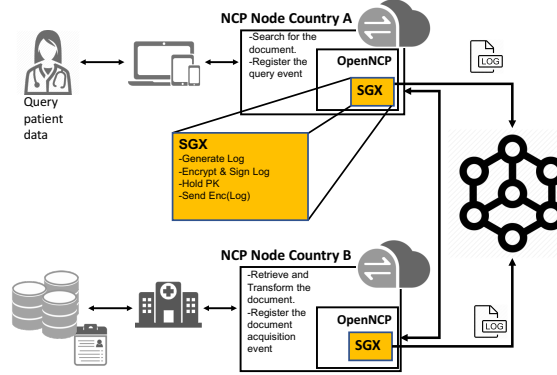 NCP Node Country A
-Search for the
document.
-Register the
query event
OpenNCP
SGX
LOG
Query
patient
data
SGX
-Generate Log
-Encrypt & Sign Log
-Hold PK
-Send Enc(Log)
NCP Node Country B
-Retrieve and
Transform the
document.
-Register the
document
acquisition
event
OpenNCP
SGX
LOG